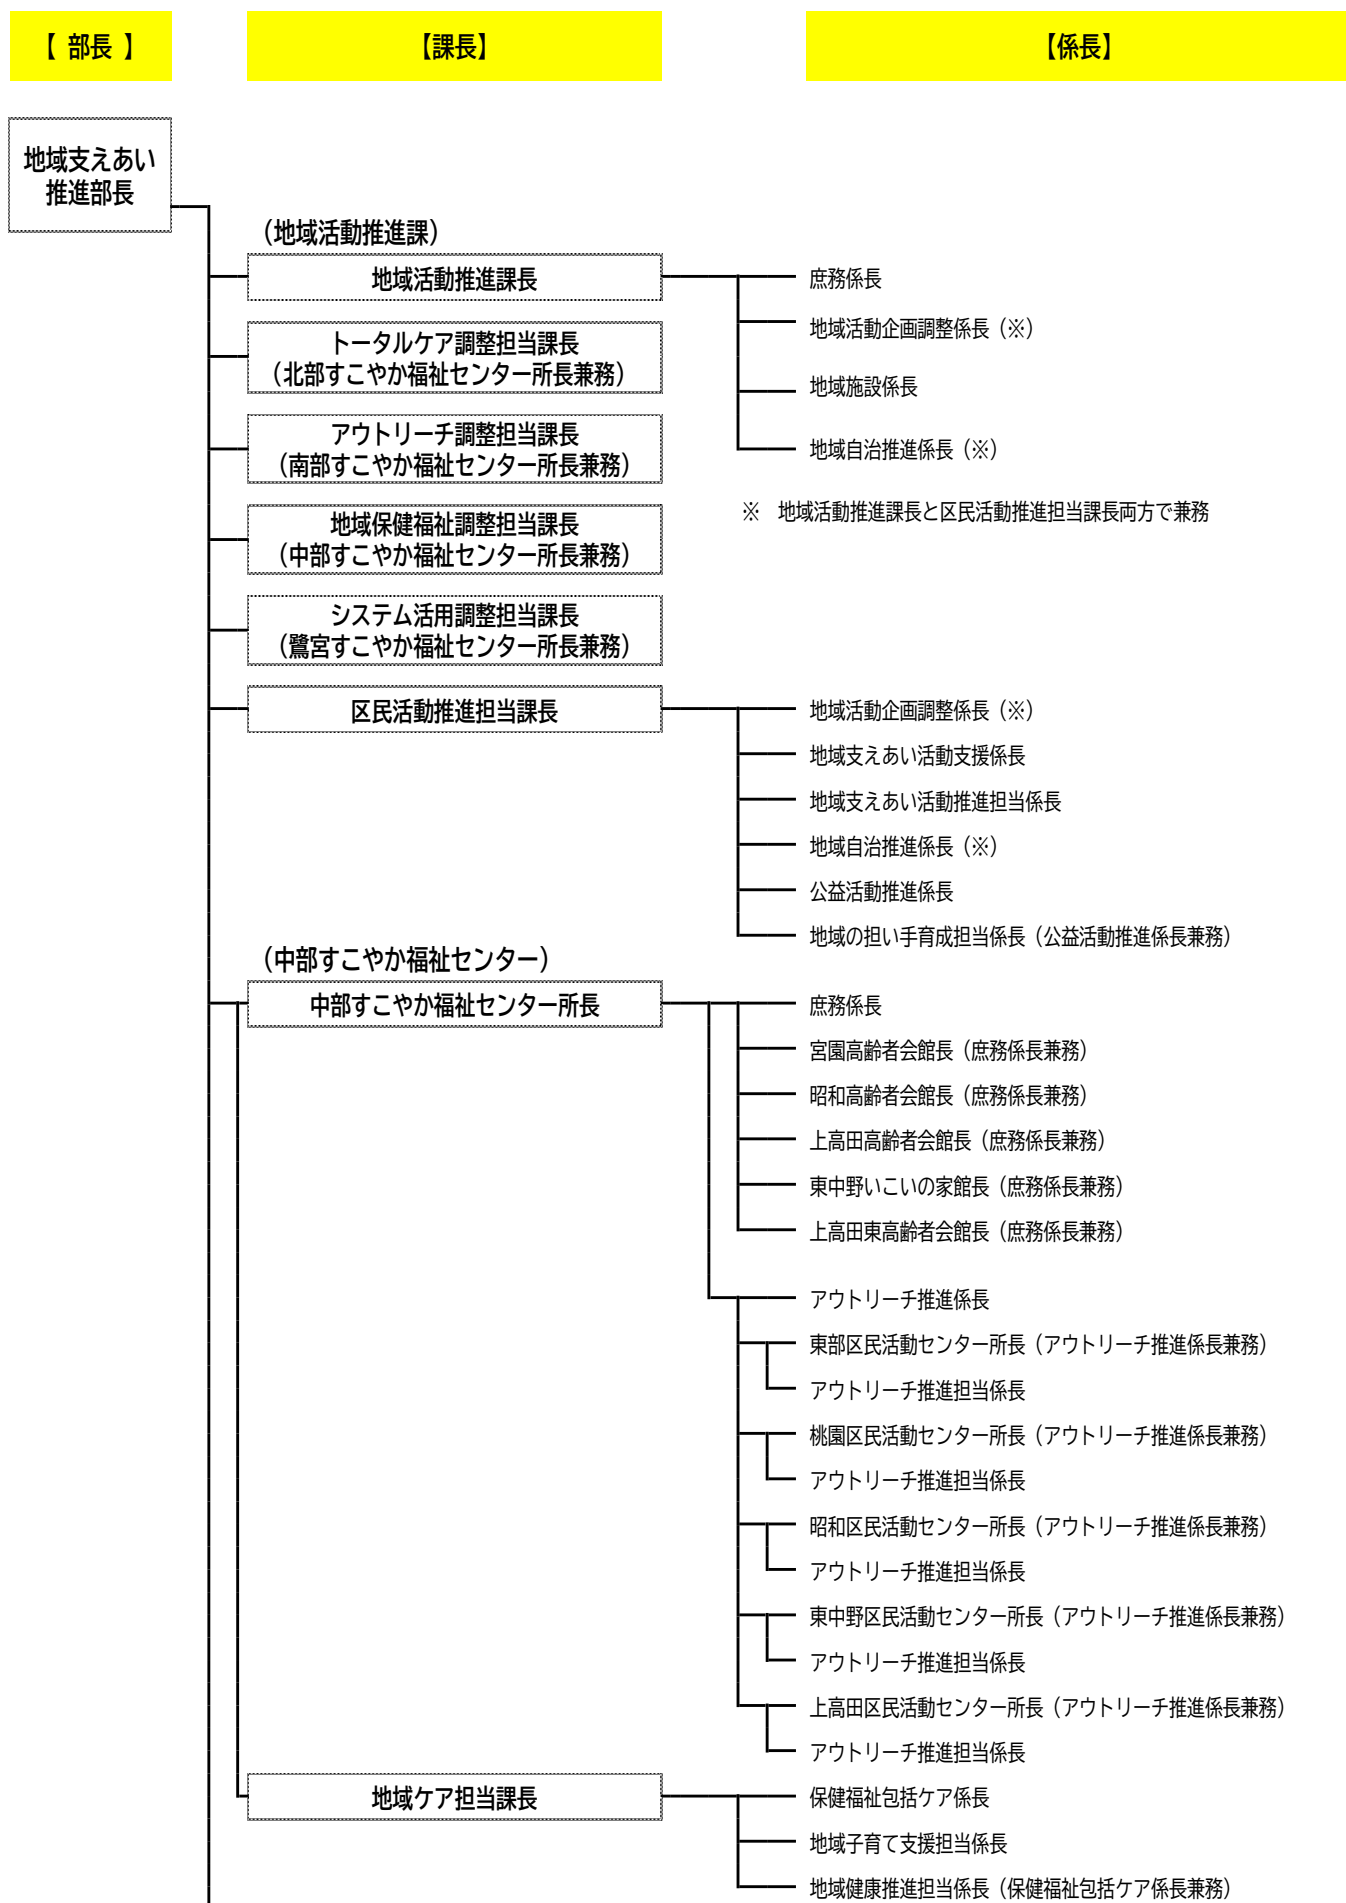 【 部長 】
【課長】
【係長】
地域支えあい
推進部長
（地域活動推進課）
地域活動推進課長
庶務係長
地域活動企画調整係長（※）
地域施設係長
地域自治推進係長（※）
※　地域活動推進課長と区民活動推進担当課長両方で兼務
トータルケア調整担当課長
（北部すこやか福祉センター所長兼務）
アウトリーチ調整担当課長
（南部すこやか福祉センター所長兼務）
地域保健福祉調整担当課長
（中部すこやか福祉センター所長兼務）
システム活用調整担当課長
（鷺宮すこやか福祉センター所長兼務）
区民活動推進担当課長
地域活動企画調整係長（※）
地域支えあい活動支援係長
地域支えあい活動推進担当係長
地域自治推進係長（※）
公益活動推進係長
地域の担い手育成担当係長（公益活動推進係長兼務）
（中部すこやか福祉センター）
中部すこやか福祉センター所長
庶務係長
宮園高齢者会館長（庶務係長兼務）
昭和高齢者会館長（庶務係長兼務）
上高田高齢者会館長（庶務係長兼務）
東中野いこいの家館長（庶務係長兼務）
上高田東高齢者会館長（庶務係長兼務）
アウトリーチ推進係長
東部区民活動センター所長（アウトリーチ推進係長兼務）
アウトリーチ推進担当係長
桃園区民活動センター所長（アウトリーチ推進係長兼務）
アウトリーチ推進担当係長
昭和区民活動センター所長（アウトリーチ推進係長兼務）
アウトリーチ推進担当係長
東中野区民活動センター所長（アウトリーチ推進係長兼務）
アウトリーチ推進担当係長
上高田区民活動センター所長（アウトリーチ推進係長兼務）
アウトリーチ推進担当係長
地域ケア担当課長
保健福祉包括ケア係長
地域子育て支援担当係長
地域健康推進担当係長（保健福祉包括ケア係長兼務）